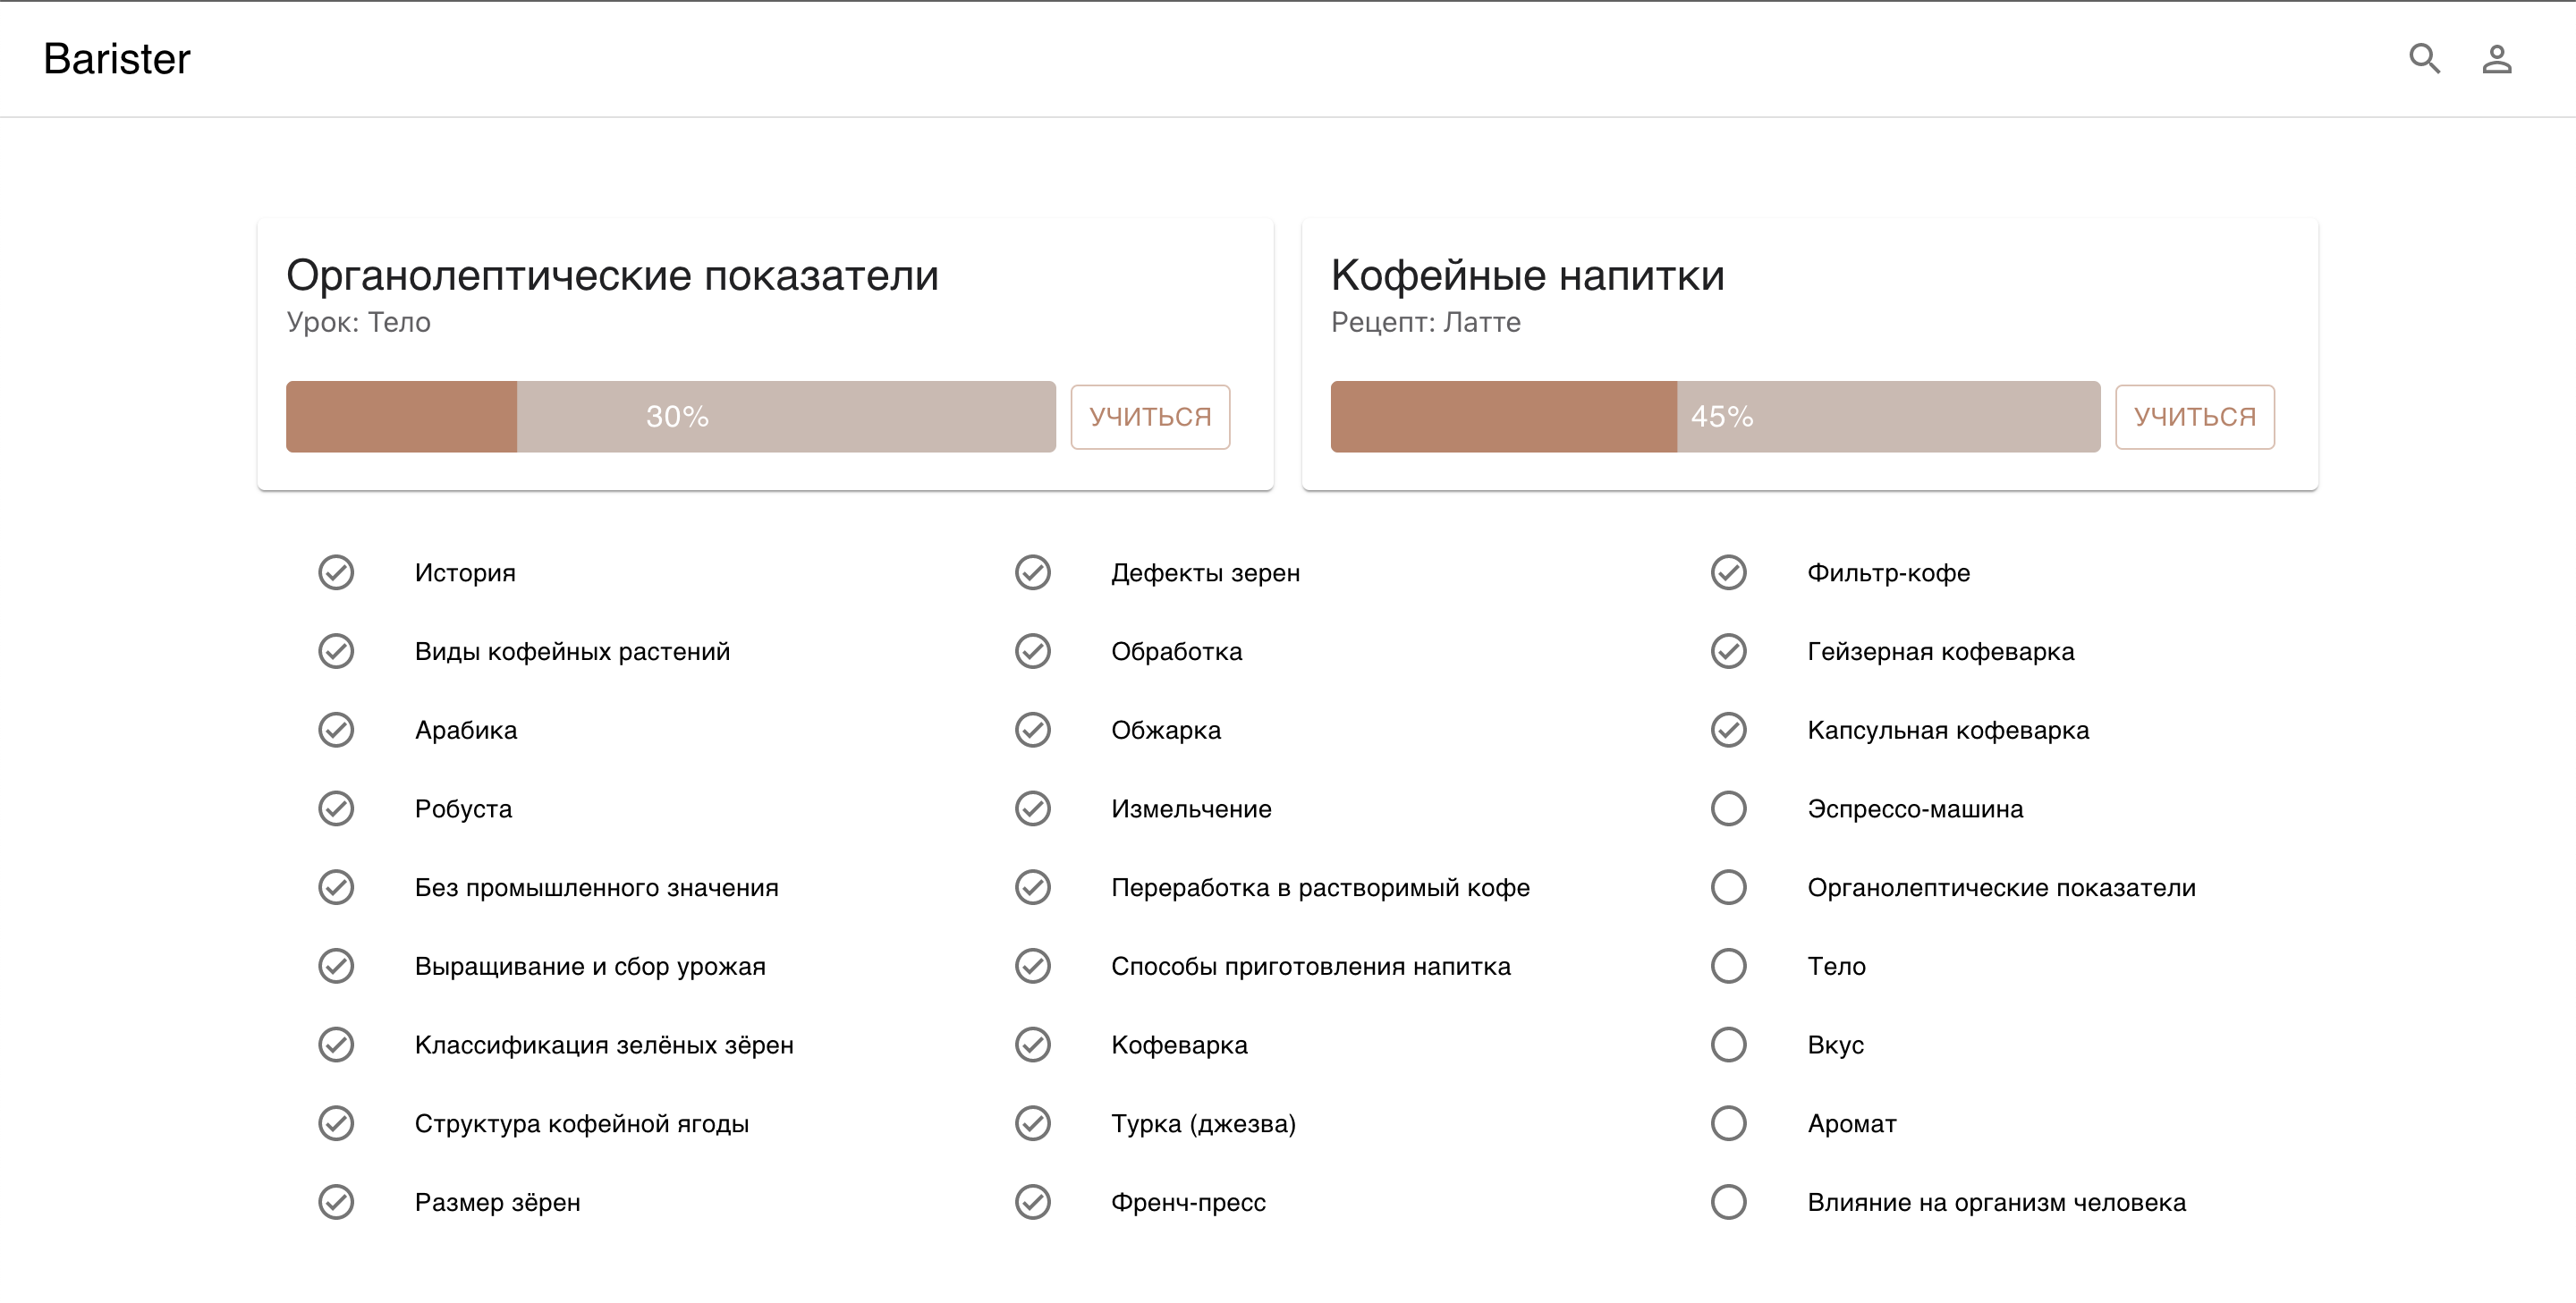 Barister
Органолептические показатели
Урок: Тело
30%
УЧИТЬСЯ
Кофейные напитки
Рецепт: Латте
45%
УЧИТЬСЯ
История
Виды кофейных растений
Арабика
Робуста
Без промышленного значения
Выращивание и сбор урожая
Классификация зелёных зёрен
Структура кофейной ягоды
Размер зёрен
Дефекты зерен
Обработка
Обжарка
Измельчение
Переработка в растворимый кофе
Способы приготовления напитка
Кофеварка
Турка (джезва)
Френч-пресс
Фильтр-кофе
Гейзерная кофеварка
Капсульная кофеварка
Эспрессо-машина
Органолептические показатели
Тело
Вкус
Аромат
Влияние на организм человека